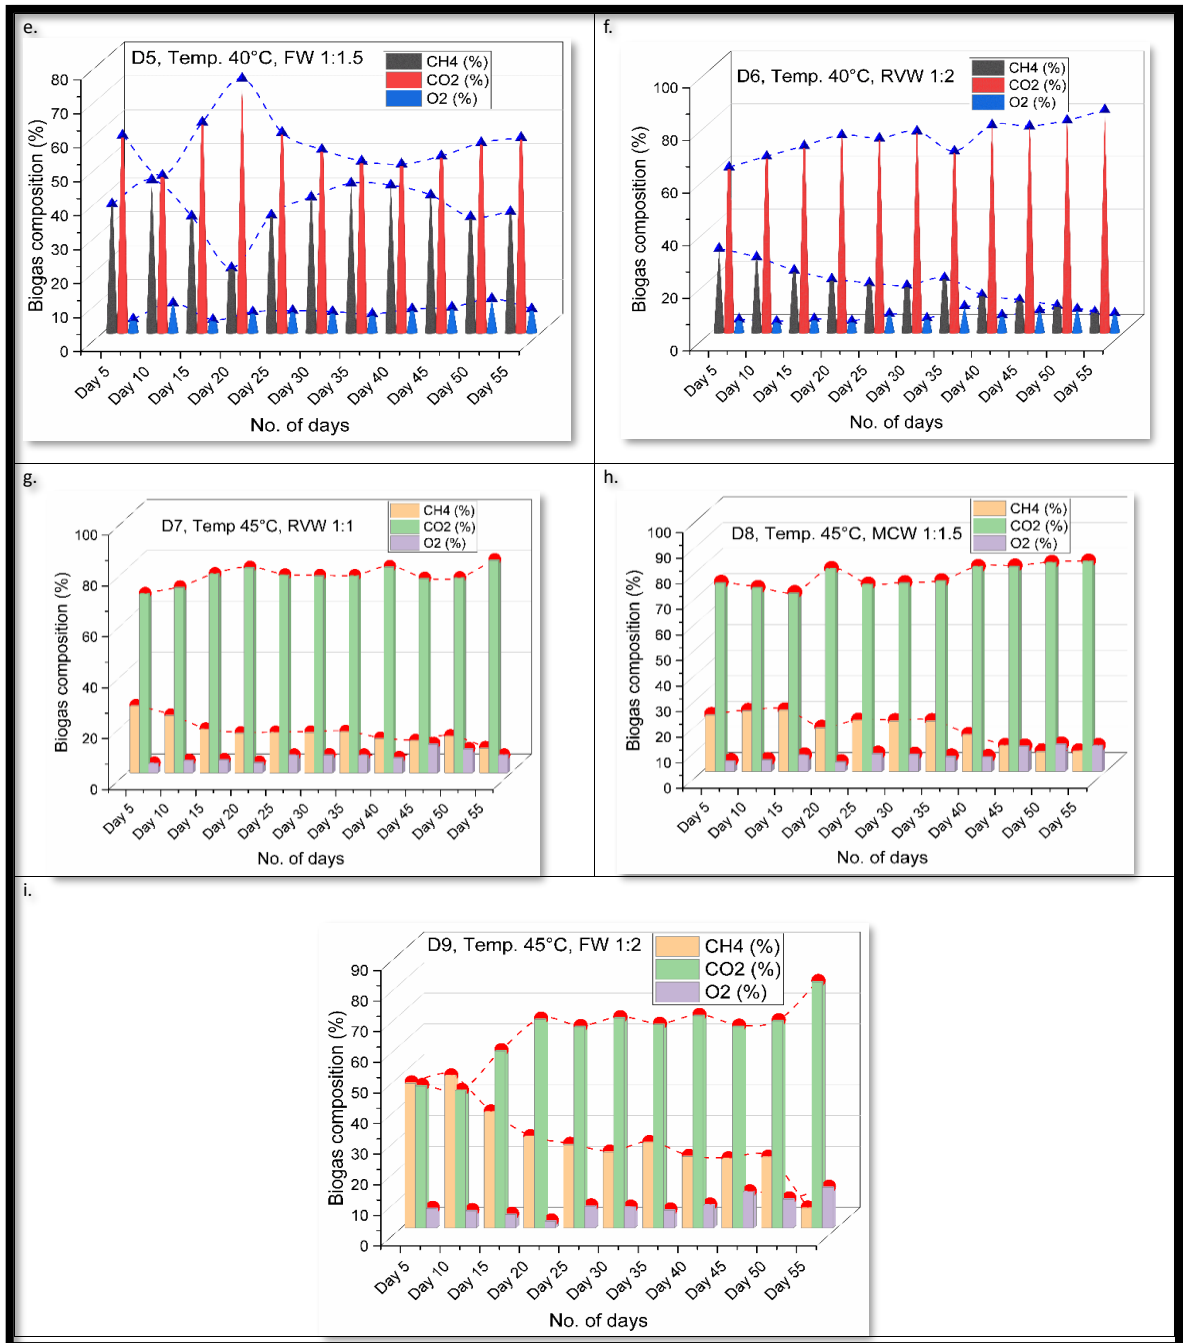 e.
D5, Temp. 40°C, FW 1:1.5
CH4 (%)
CO2 (%)
O2 (%)
Biogas composition (%)
80
70
60
50
40
30
20
10
0
Day 5
Day 10
Day 15
Day 20
Day 25
Day 30
Day 35
Day 40
Day 45
Day 50
Day 55
No. of days
f.
D6, Temp. 40°C, RVW 1:2
CH4 (%)
CO2 (%)
O2 (%)
Biogas composition (%)
100
80
60
40
20
0
Day 5
Day 10
Day 15
Day 20
Day 25
Day 30
Day 35
Day 40
Day 45
Day 50
Day 55
No. of days
g.
D7, Temp 45°C, RVW 1:1
CH4 (%)
CO2 (%)
O2 (%)
Biogas composition (%)
100
80
60
40
20
0
Day 5
Day 10
Day 15
Day 20
Day 25
Day 30
Day 35
Day 40
Day 45
Day 50
Day 55
No. of days
h.
D8, Temp. 45°C, MCW 1:1.5
CH4 (%)
CO2 (%)
O2 (%)
Biogas composition (%)
100
90
80
70
60
50
40
30
20
10
0
Day 5
Day 10
Day 15
Day 20
Day 25
Day 30
Day 35
Day 40
Day 45
Day 50
Day 55
No. of days
i.
D9, Temp. 45°C, FW 1:2
CH4 (%)
CO2 (%)
O2 (%)
Biogas composition (%)
90
80
70
60
50
40
30
20
10
0
Day 5
Day 10
Day 15
Day 20
Day 25
Day 30
Day 35
Day 40
Day 45
Day 50
Day 55
No. of days